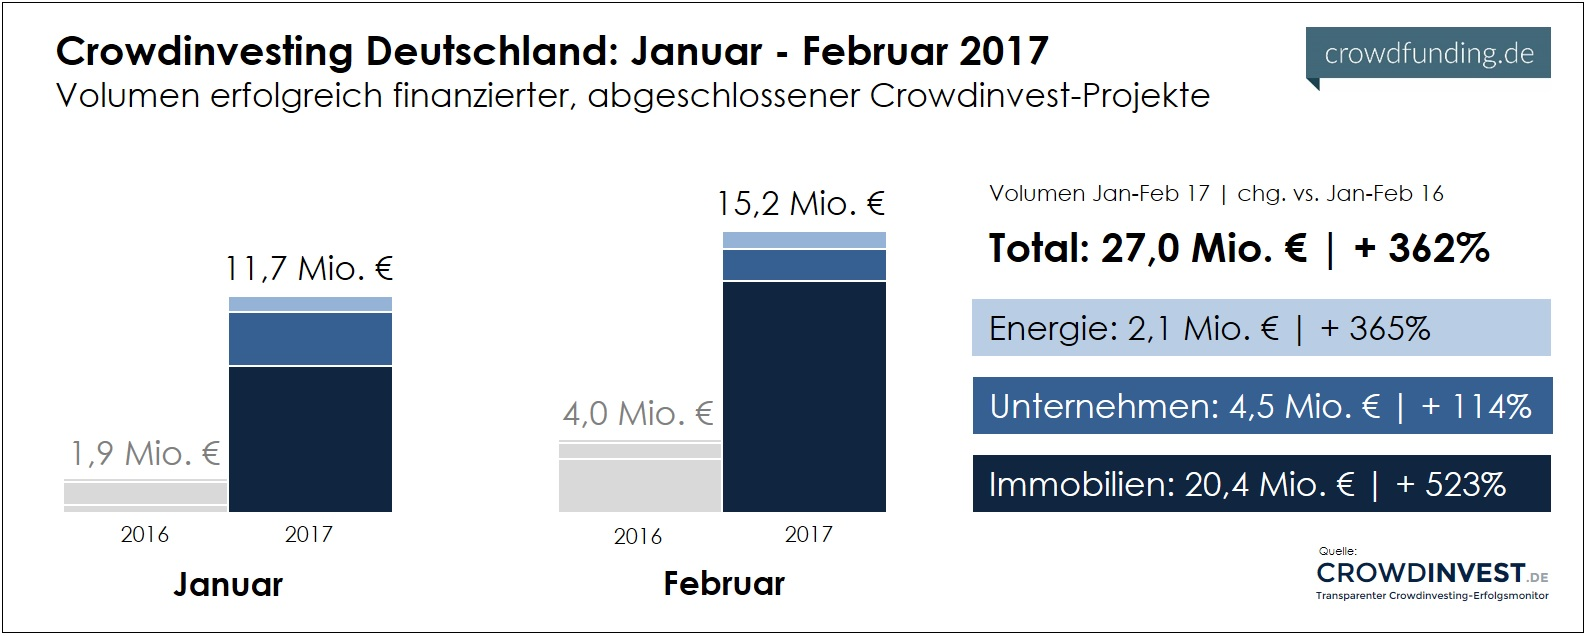 Crowdinvesting Deutschland: Januar - Februar 2017
Volumen erfolgreich finanzierter, abgeschlossener Crowdinvest-Projekte
crowdfunding.de
1,9 Mio. €
11,7 Mio. €
2016
2017
Januar
4,0 Mio. €
15,2 Mio. €
2016
2017
Februar
Volumen Jan-Feb 17 | chg. vs. Jan-Feb 16
Total: 27,0 Mio. € | + 362%
Energie: 2,1 Mio. € | + 365%
Unternehmen: 4,5 Mio. € | + 114%
Immobilien: 20,4 Mio. € | + 523%
Quelle:
CROWDINVEST.DE
Transparenter Crowdinvesting-Erfolgsmonitor